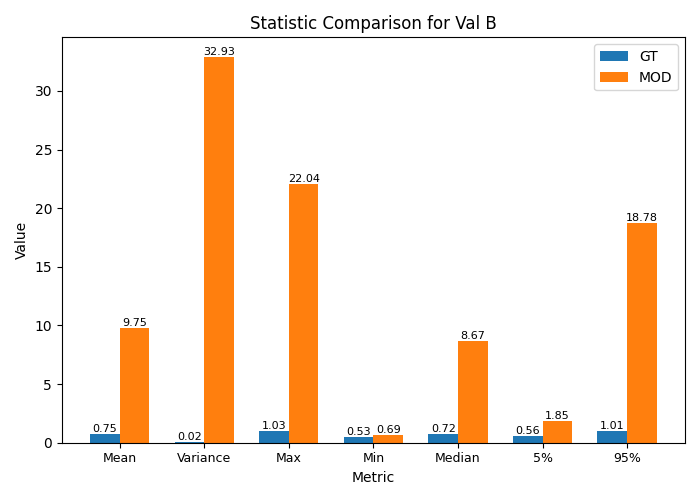 Statistic Comparison for Val B
GT
MOD
Value
30
25
20
15
10
5
0
0.75
9.75
0.02
32.93
1.03
22.04
0.53
0.69
0.72
8.67
0.56
1.85
1.01
18.78
Mean
Variance
Max
Min
Median
5%
95%
Metric